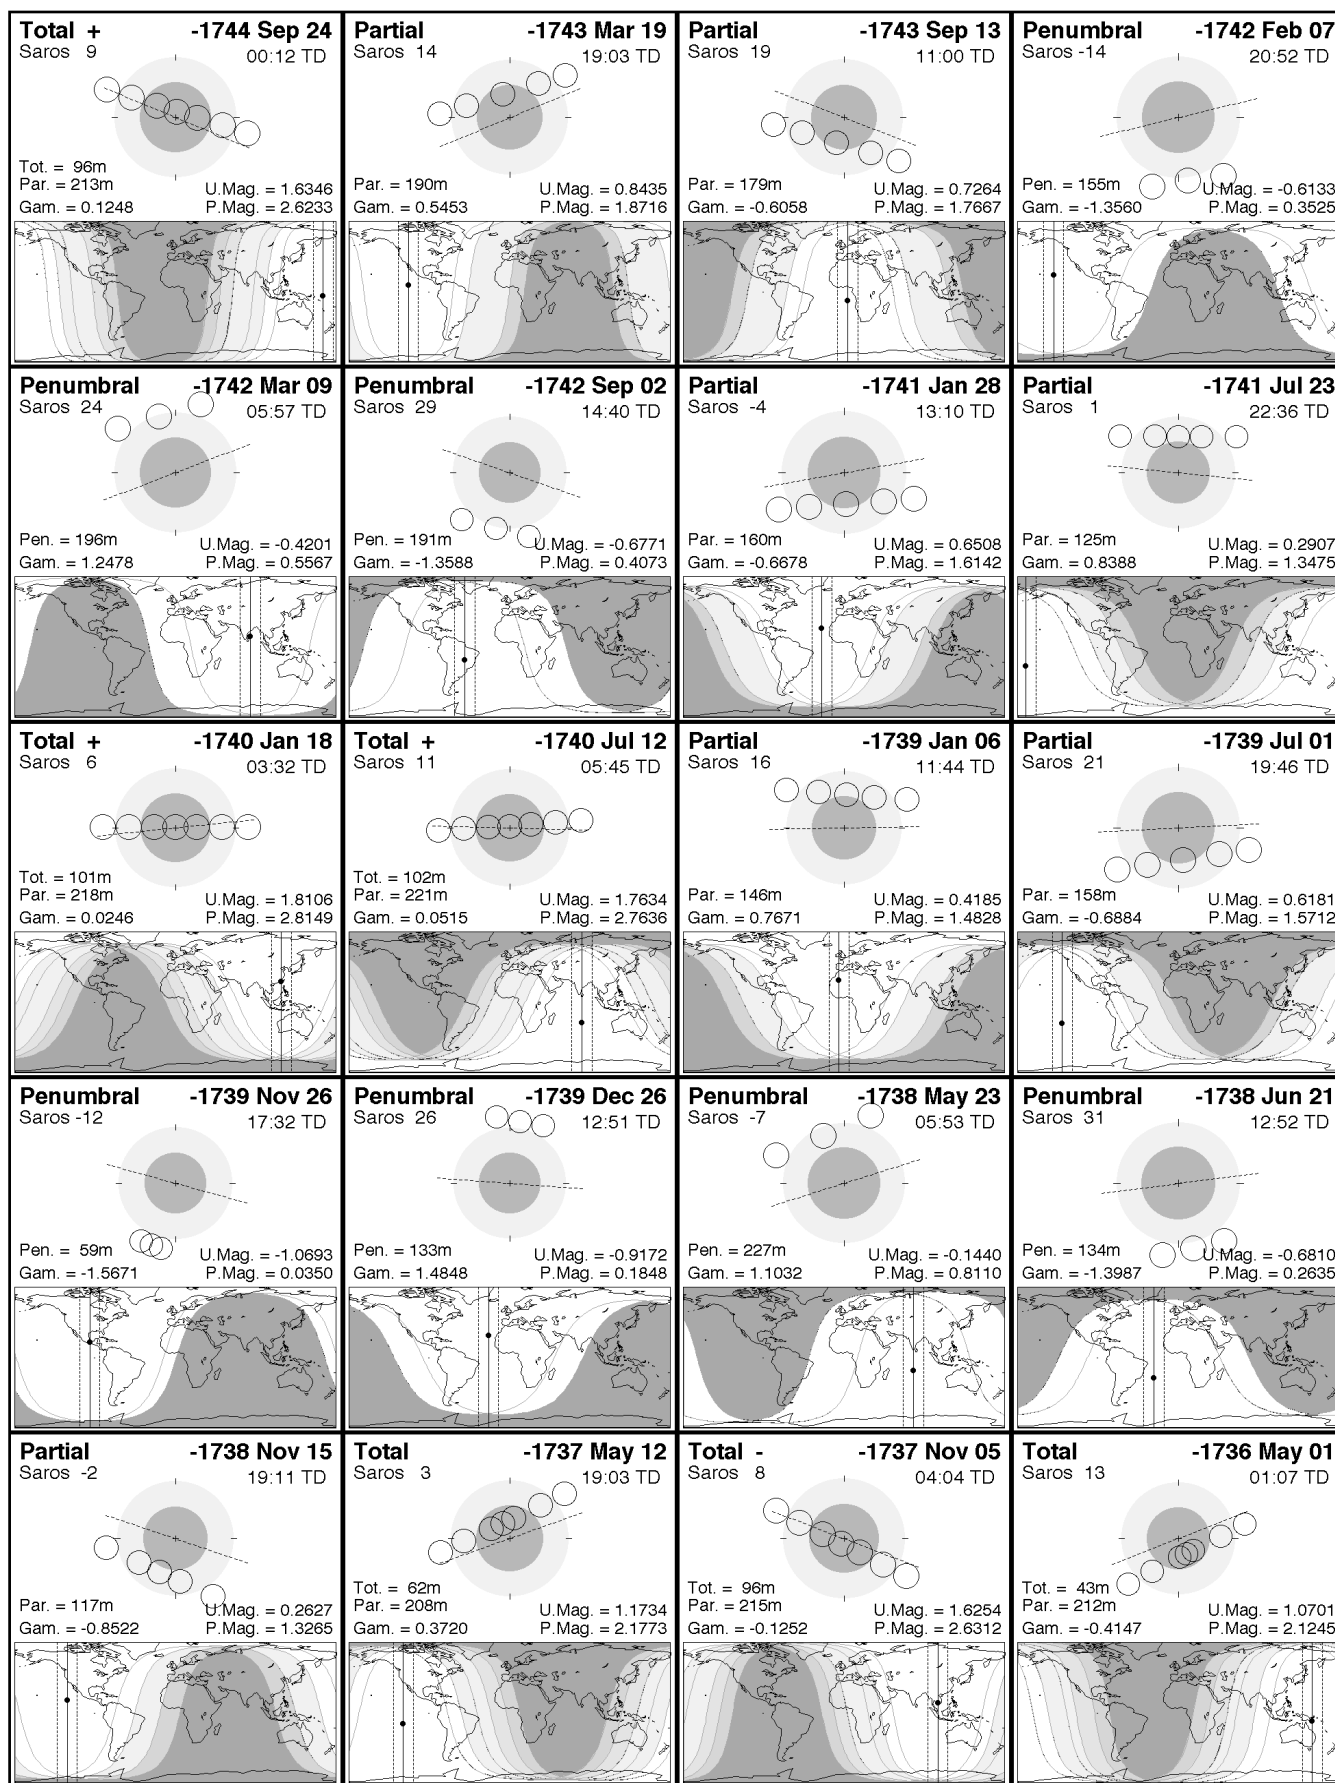 Total + -1744 Sep 24
Saros 9 00:12 TD
Tot. = 96m
Par. = 213m U.Mag. = 1.6346
Gam. = 0.1248 P.Mag. = 2.6233
Partial -1743 Mar 19
Saros 14 19:03 TD
Par. = 190m U.Mag. = 0.8435
Gam. = 0.5453 P.Mag. = 1.8716
Partial -1743 Sep 13
Saros 19 11:00 TD
Par. = 179m U.Mag. = 0.7264
Gam. = -0.6058 P.Mag. = 1.7667
Penumbral -1742 Feb 07
Saros -14 20:52 TD
Pen. = 155m U.Mag. = -0.6133
Gam. = -1.3560 P.Mag. = 0.3525
Penumbral -1742 Mar 09
Saros 24 05:57 TD
Pen. = 196m U.Mag. = -0.4201
Gam. = 1.2478 P.Mag. = 0.5567
Penumbral -1742 Sep 02
Saros 29 14:40 TD
Pen. = 191m U.Mag. = -0.6771
Gam. = -1.3588 P.Mag. = 0.4073
Partial -1741 Jan 28
Saros -4 13:10 TD
Par. = 160m U.Mag. = 0.6508
Gam. = -0.6678 P.Mag. = 1.6142
Partial -1741 Jul 23
Saros 1 22:36 TD
Par. = 125m U.Mag. = 0.2907
Gam. = 0.8388 P.Mag. = 1.3475
Total + -1740 Jan 18
Saros 6 03:32 TD
Tot. = 101m
Par. = 218m U.Mag. = 1.8106
Gam. = 0.0246 P.Mag. = 2.8149
Total + -1740 Jul 12
Saros 11 05:45 TD
Tot. = 102m
Par. = 221m U.Mag. = 1.7634
Gam. = 0.0515 P.Mag. = 2.7636
Partial -1739 Jan 06
Saros 16 11:44 TD
Par. = 146m U.Mag. = 0.4185
Gam. = 0.7671 P.Mag. = 1.4828
Partial -1739 Jul 01
Saros 21 19:46 TD
Par. = 158m U.Mag. = 0.6181
Gam. = -0.6884 P.Mag. = 1.5712
Penumbral -1739 Nov 26
Saros -12 17:32 TD
Pen. = 59m U.Mag. = -1.0693
Gam. = -1.5671 P.Mag. = 0.0350
Penumbral -1739 Dec 26
Saros 26 12:51 TD
Pen. = 133m U.Mag. = -0.9172
Gam. = 1.4848 P.Mag. = 0.1848
Penumbral -1738 May 23
Saros -7 05:53 TD
Pen. = 227m U.Mag. = -0.1440
Gam. = 1.1032 P.Mag. = 0.8110
Penumbral -1738 Jun 21
Saros 31 12:52 TD
Pen. = 134m U.Mag. = -0.6810
Gam. = -1.3987 P.Mag. = 0.2635
Partial -1738 Nov 15
Saros -2 19:11 TD
Par. = 117m U.Mag. = 0.2627
Gam. = -0.8522 P.Mag. = 1.3265
Total -1737 May 12
Saros 3 19:03 TD
Tot. = 62m
Par. = 208m U.Mag. = 1.1734
Gam. = 0.3720 P.Mag. = 2.1773
Total - -1737 Nov 05
Saros 8 04:04 TD
Tot. = 96m
Par. = 215m U.Mag. = 1.6254
Gam. = -0.1252 P.Mag. = 2.6312
Total -1736 May 01
Saros 13 01:07 TD
Tot. = 43m
Par. = 212m U.Mag. = 1.0701
Gam. = -0.4147 P.Mag. = 2.1245